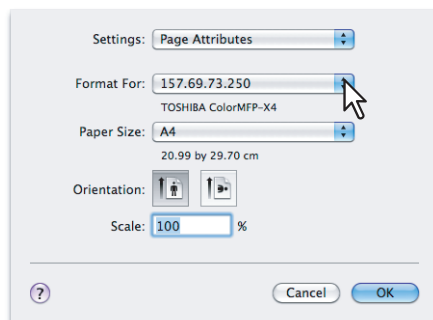 Settings: Page Attributes
Format For: 157.69.73.250
TOSHIBA ColorMFP-X4
Paper Size: A4
20.99 by 29.70 cm
Orientation:
Scale: 100 %
? Cancel OK